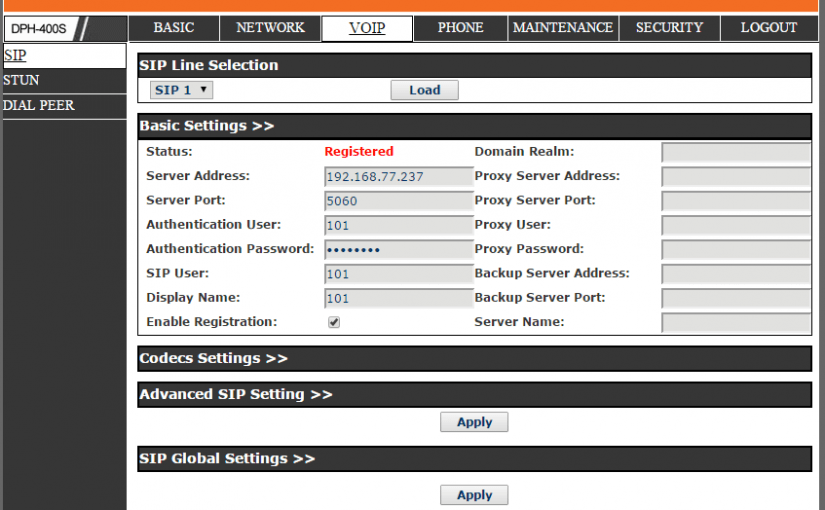 DPH-400S BASIC NETWORK VOIP PHONE MAINTENANCE SECURITY LOGOUT
SIP
STUN
DIAL PEER
SIP Line Selection
SIP 1 ▼ Load
Basic Settings >>
Status: Registered Domain Realm:
Server Address: 192.168.77.237 Proxy Server Address:
Server Port: 5060 Proxy Server Port:
Authentication User: 101 Proxy User:
Authentication Password: •••••••• Proxy Password:
SIP User: 101 Backup Server Address:
Display Name: 101 Backup Server Port:
Enable Registration: Server Name:
Codecs Settings >>
Advanced SIP Setting >>
Apply
SIP Global Settings >>
Apply